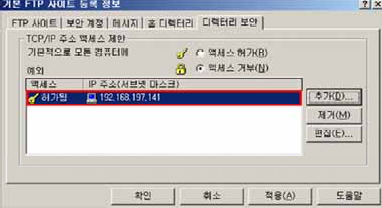 기본 FTP 사이트 등록 정보
FTP 사이트 보안 계정 메시지 홈 디렉터리 디렉터리 보안
TCP/IP 주소 액세스 제한
기본적으로 모든 컴퓨터에 액세스 허가(R)
예외 액세스 거부(N)
액세스 IP 주소(서브넷 마스크)
허가됨 192.168.197.141
추가(D)...
제거(M)
편집(E)...
확인 취소 적용(A) 도움말